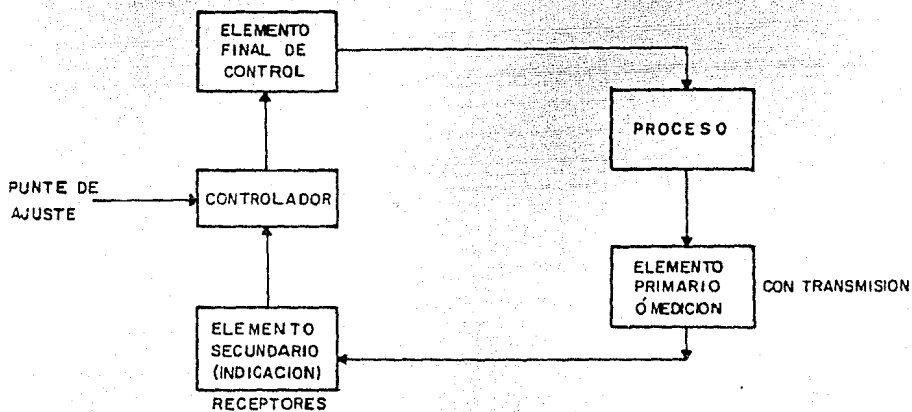 ELEMENTO
FINAL DE
CONTROL
PROCESO
PUNTE DE
AJUSTE
CONTROLADOR
ELEMENTO
PRIMARIO
Ó MEDICION
CON TRANSMISION
ELEMENTO
SECUNDARIO
(INDICACION)
RECEPTORES